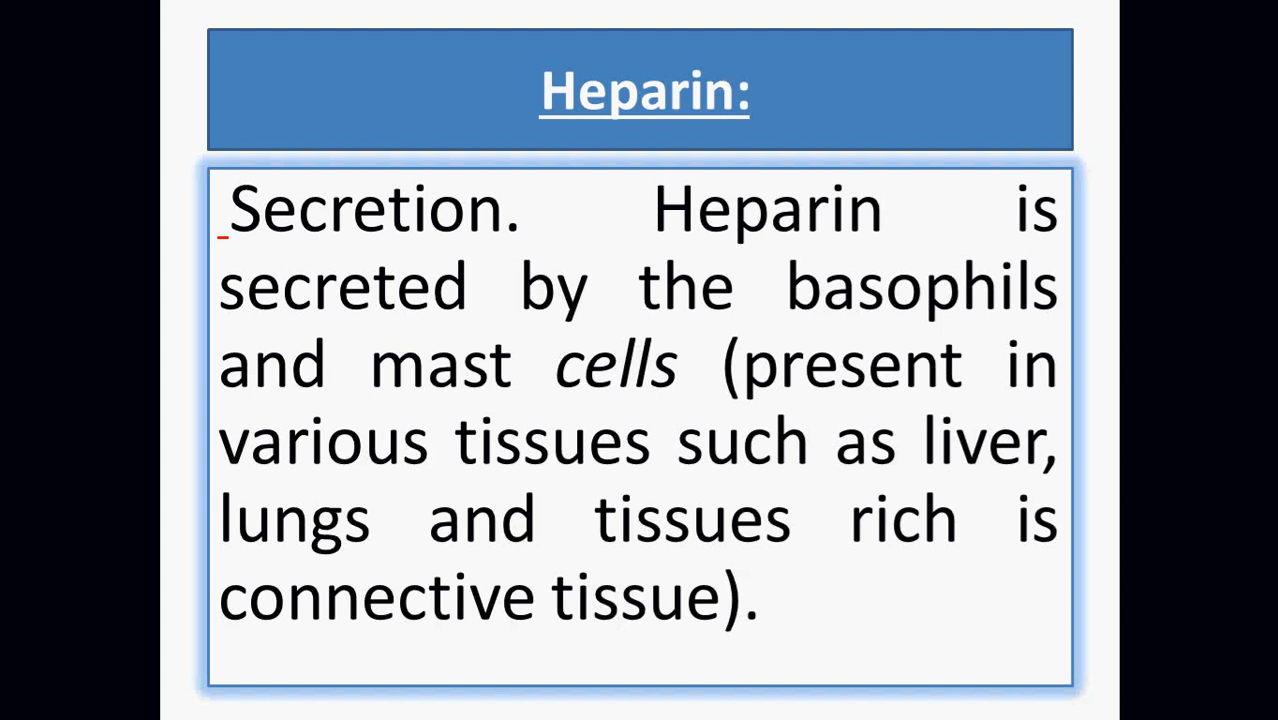 Heparin:
Secretion. Heparin is
secreted by the basophils
and mast cells (present in
various tissues such as liver,
lungs and tissues rich is
connective tissue).